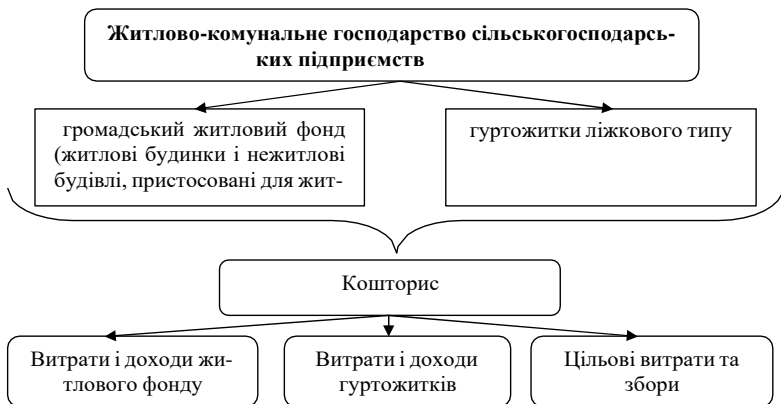 Житлово-комунальне господарство сільськогосподарсь-
ких підприємств
громадський житловий фонд
(житлові будинки і нежитлові
будівлі, пристосовані для жит-
гуртожитки ліжкового типу
Кошторис
Витрати і доходи жи-
тлового фонду
Витрати і доходи
гуртожитків
Цільові витрати та
збори